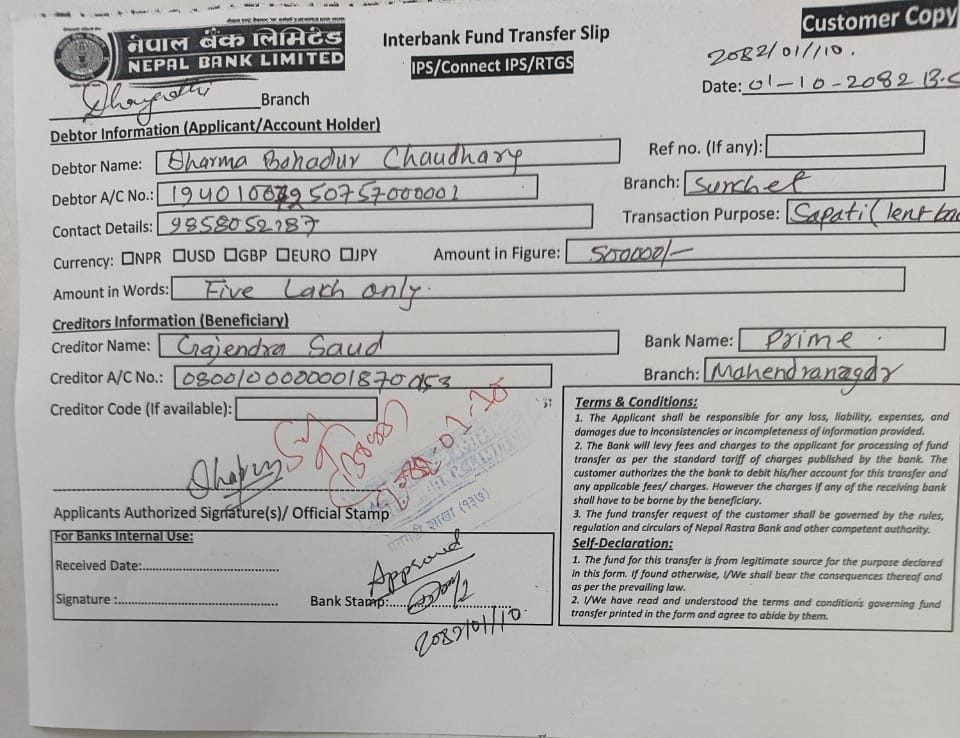 Customer Copy
नेपाल बैंक लिमिटेड
NEPAL BANK LIMITED
Interbank Fund Transfer Slip
IPS/Connect IPS/RTGS
2082/01/10.
Date: 01-10-2082 B.S
Dhangadhi Branch
Debtor Information (Applicant/Account Holder)
Debtor Name: Dharma Bahadur Chaudhary
Ref no. (If any):
Debtor A/C No.:
Branch: Surkhet
Contact Details: 9858052787
Transaction Purpose: Sapati (lent
Currency: ☐NPR ☐USD ☐GBP ☐EURO ☐JPY Amount in Figure: 500000/-
Amount in Words: Five Lakh only.
Creditors Information (Beneficiary)
Creditor Name: Gajendra Saud
Bank Name: Prime
Creditor A/C No.:
Branch: Mahendranagar
Creditor Code (If available):
Applicants Authorized Signature(s)/ Official Stamp
धनगढी शाखा (१३७)
For Banks Internal Use:
Received Date:
Approved
Signature :
Bank Stamp:
2082/01/10
Terms & Conditions:
1. The Applicant shall be responsible for any loss, liability, expenses, and
damages due to inconsistencies or incompleteness of information provided.
2. The Bank will levy fees and charges to the applicant for processing of fund
transfer as per the standard tariff of charges published by the bank. The
customer authorizes the the bank to debit his/her account for this transfer and
any applicable fees/ charges. However the charges if any of the receiving bank
shall have to be borne by the beneficiary.
3. The fund transfer request of the customer shall be governed by the rules,
regulation and circulars of Nepal Rastra Bank and other competent authority.
Self-Declaration:
1. The fund for this transfer is from legitimate source for the purpose declared
in this form. If found otherwise, I/We shall bear the consequences thereof and
as per the prevailing law.
2. I/We have read and understood the terms and conditions governing fund
transfer printed in the form and agree to abide by them.